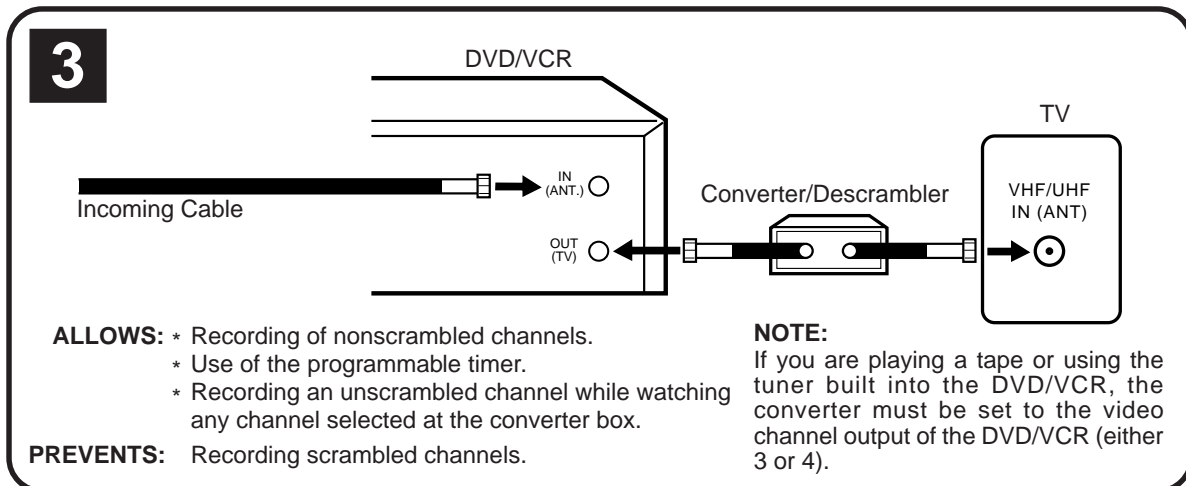 3
DVD/VCR
TV
IN
(ANT.)
Incoming Cable
Converter/Descrambler
VHF/UHF
IN (ANT)
OUT
(TV)
ALLOWS: * Recording of nonscrambled channels.
* Use of the programmable timer.
* Recording an unscrambled channel while watching
any channel selected at the converter box.
PREVENTS: Recording scrambled channels.
NOTE:
If you are playing a tape or using the
tuner built into the DVD/VCR, the
converter must be set to the video
channel output of the DVD/VCR (either
3 or 4).